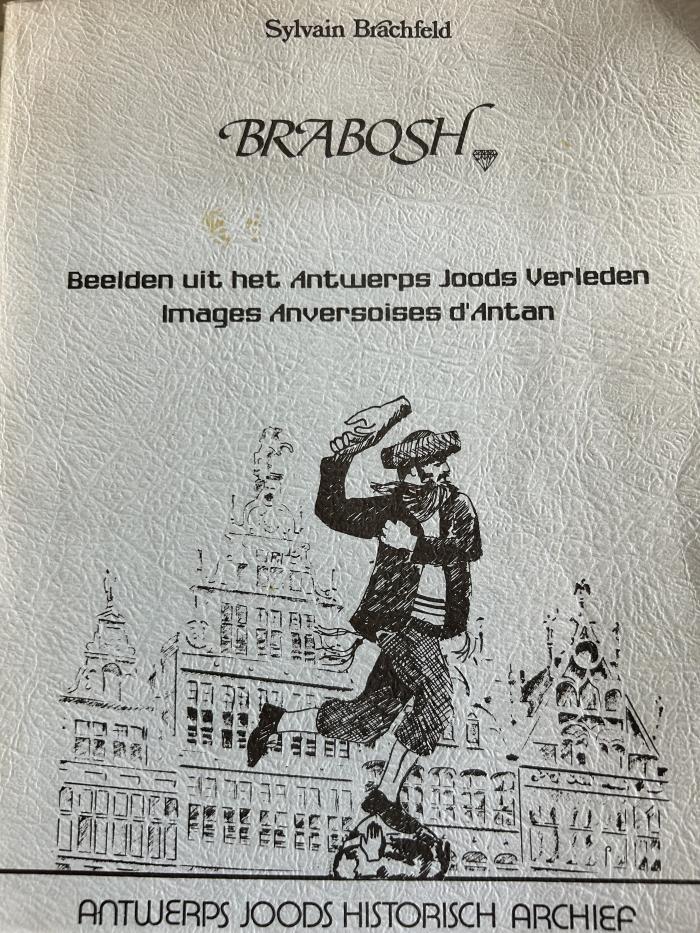 Sylvain Brachfeld
BRABOSH
Beelden uit het Antwerps Joods Verleden
Images Anversoises d'Antan
ANTWERPS JOODS HISTORISCH ARCHIEF